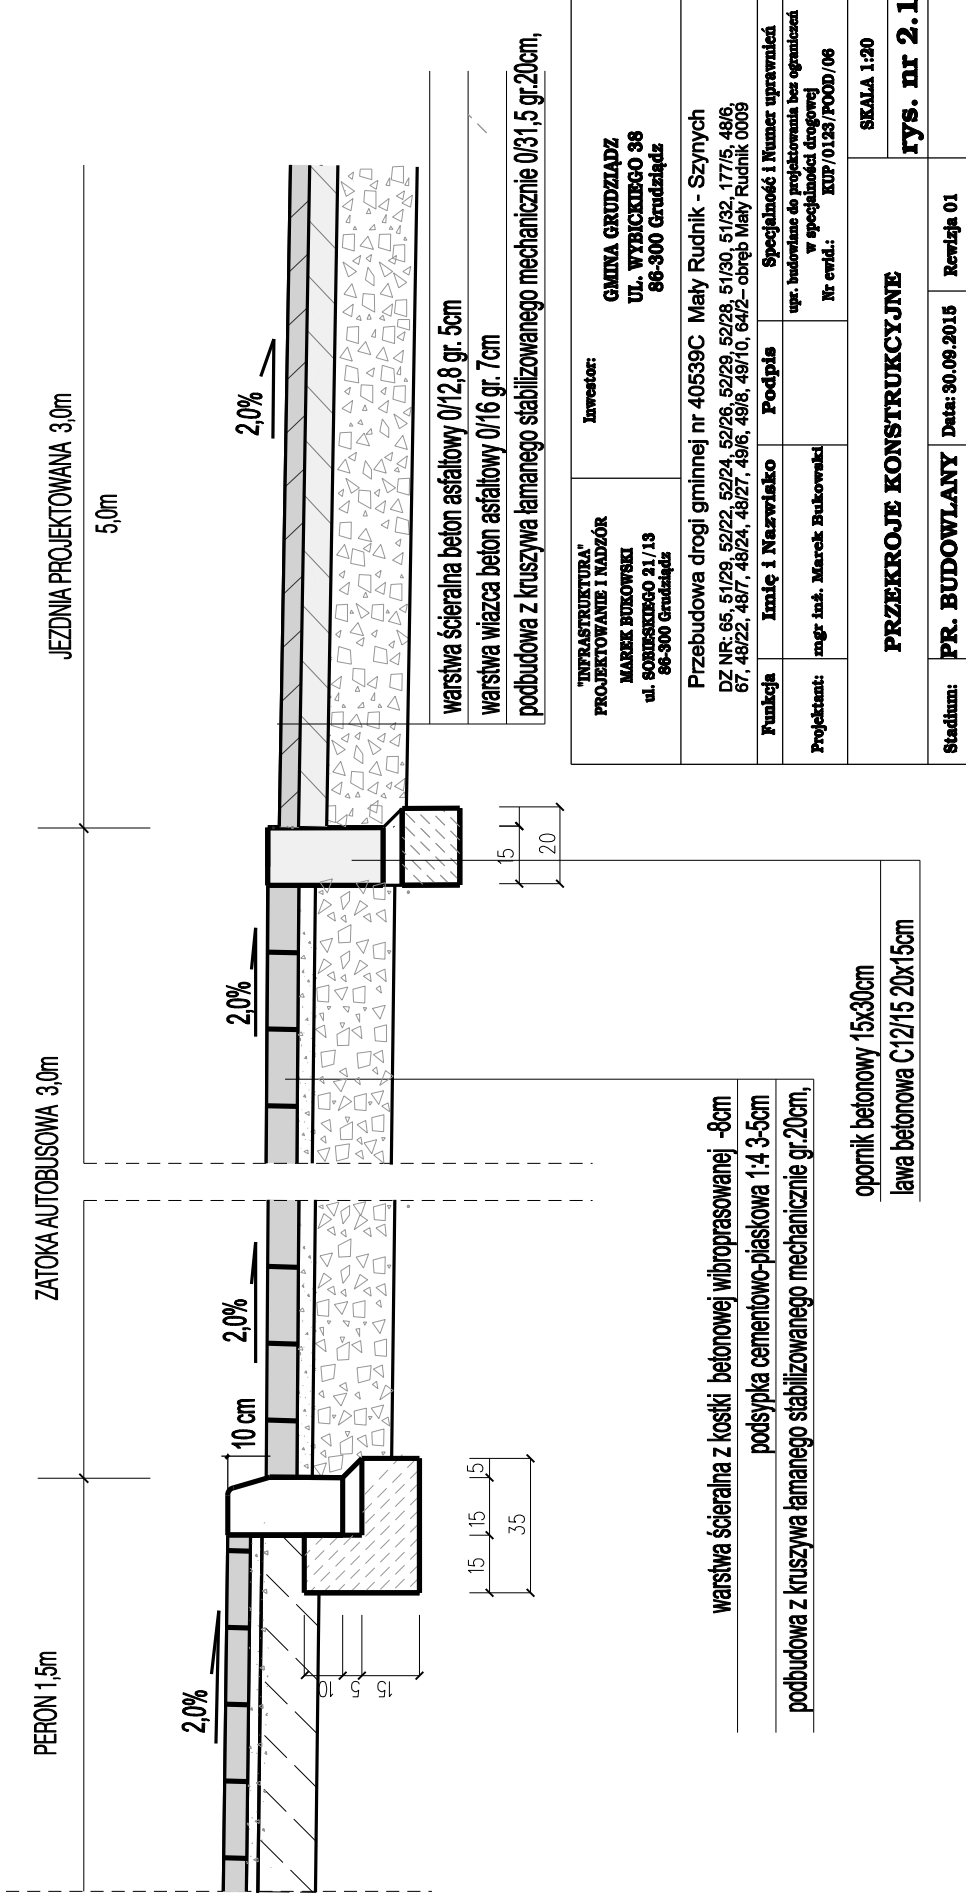 PERON 1,5m
ZATOKA AUTOBUSOWA 3,0m
JEZDNIA PROJEKTOWANA 3,0m
5,0m
2,0%
10 cm
2,0%
2,0%
2,0%
10
5
15
15
15
5
35
15
20
warstwa ścieralna beton asfaltowy 0/12,8 gr. 5cm
warstwa wiazca beton asfaltowy 0/16 gr. 7cm
podbudowa z kruszywa łamanego stabilizowanego mechanicznie 0/31,5 gr.20cm,
warstwa ścieralna z kostki betonowej wibroprasowanej -8cm
podsypka cementowo-piaskowa 1:4 3-5cm
podbudowa z kruszywa łamanego stabilizowanego mechanicznie gr.20cm,
opornik betonowy 15x30cm
lawa betonowa C12/15 20x15cm
"INFRASTRUKTURA"
PROJEKTOWANIE I NADZÓR
MAREK BUKOWSKI
ul. SOBIESKIEGO 21/13
86-300 Grudziądz
Inwestor:
GMINA GRUDZIĄDZ
UL. WYBICKIEGO 38
86-300 Grudziądz
Przebudowa drogi gminnej nr 40539C Mały Rudnik - Szynych
DZ NR: 65, 51/29, 52/22, 52/24, 52/26, 52/29, 52/28, 51/30, 51/32, 177/5, 48/6,
67, 48/22, 48/7, 48/24, 48/27, 49/6, 49/8, 49/10, 64/2– obręb Mały Rudnik 0009
Funkcja
Imię i Nazwisko
Podpis
Specjalność i Numer uprawnień
Projektant:
mgr inż. Marek Bukowski
upr. budowlane do projektowania bez ograniczeń
w specjalności drogowej
Nr ewid.: KUP/0123/POOD/06
PRZEKROJE KONSTRUKCYJNE
SKALA 1:20
rys. nr 2.1
Stadium:
PR. BUDOWLANY
Data: 30.09.2015
Rewizja 01